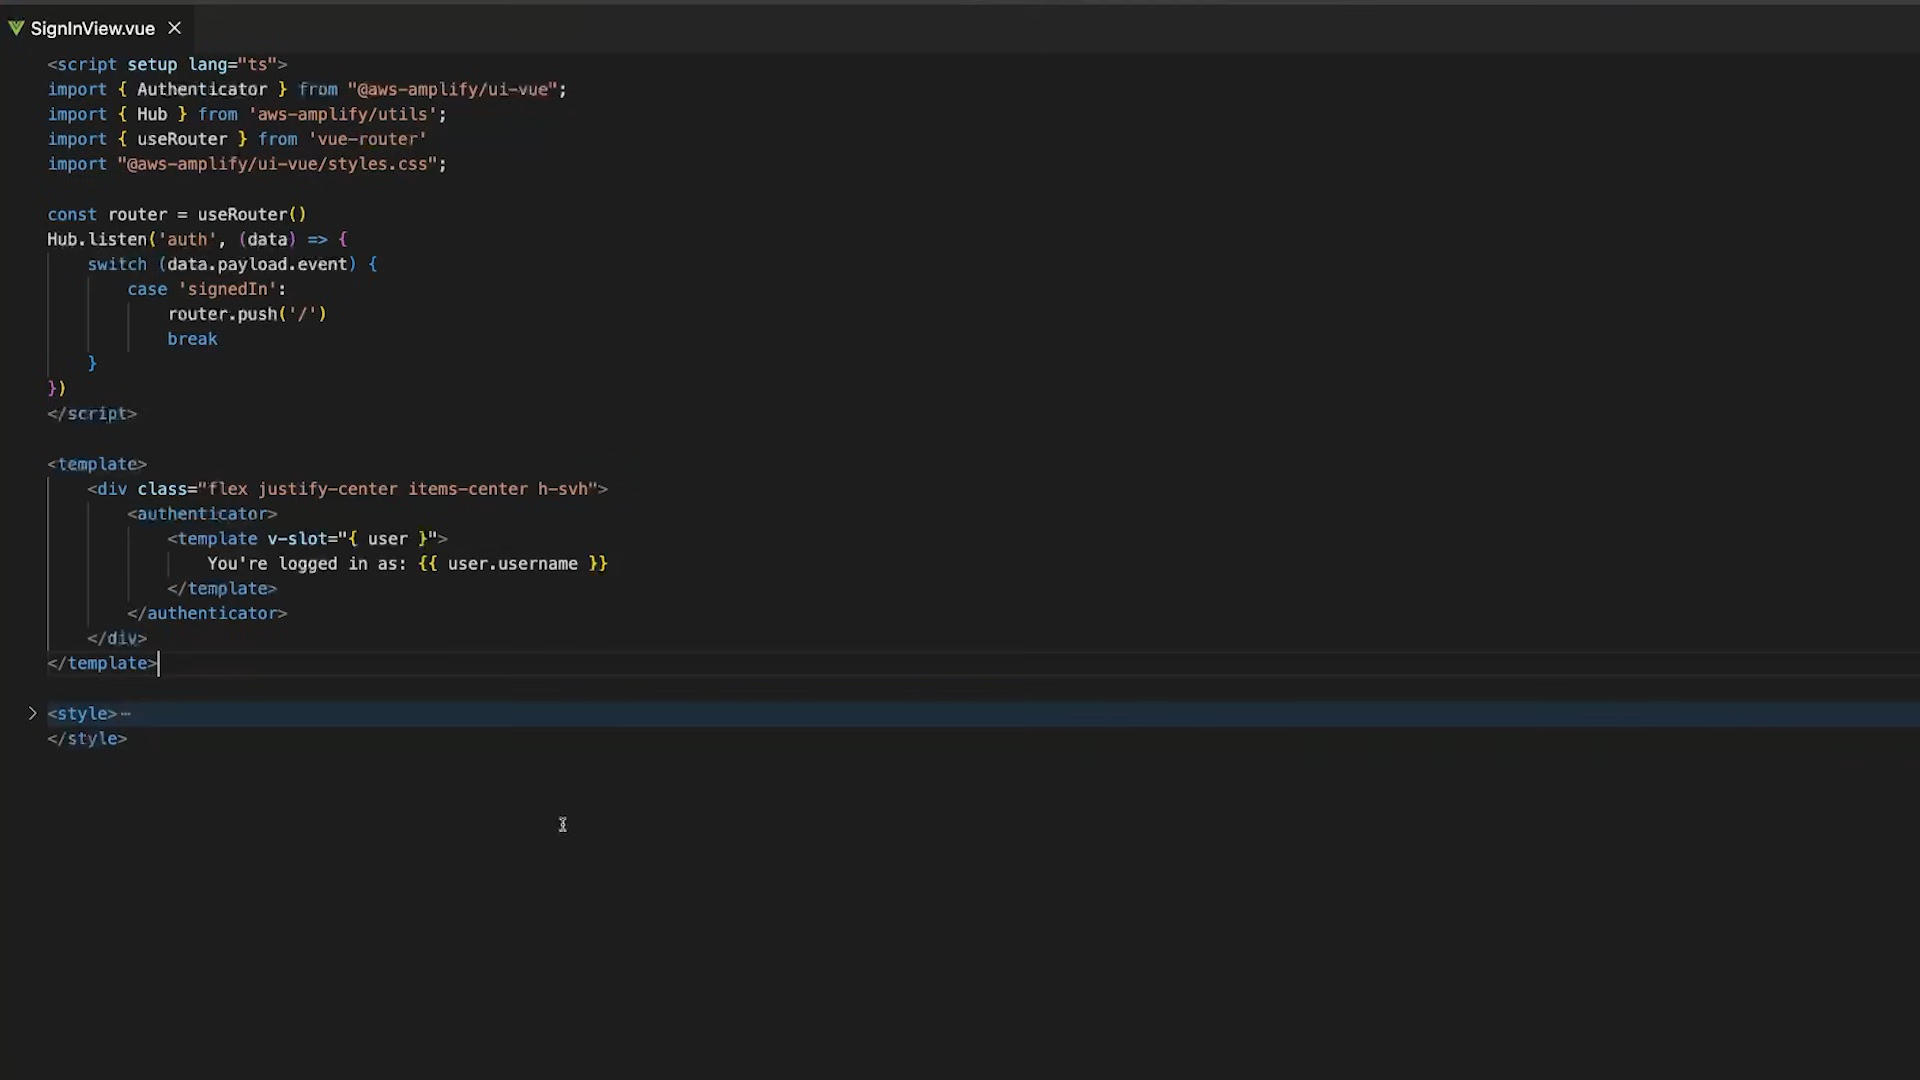 SignInView.vue
<script setup lang="ts">
import { Authenticator } from "@aws-amplify/ui-vue";
import { Hub } from 'aws-amplify/utils';
import { useRouter } from 'vue-router'
import "@aws-amplify/ui-vue/styles.css";
const router = useRouter()
Hub.listen('auth', (data) => {
switch (data.payload.event) {
case 'signedIn':
router.push('/')
break
}
})
</script>
<template>
<div class="flex justify-center items-center h-svh">
<authenticator>
<template v-slot="{ user }">
You're logged in as: {{ user.username }}
</template>
</authenticator>
</div>
</template>
<style>
</style>